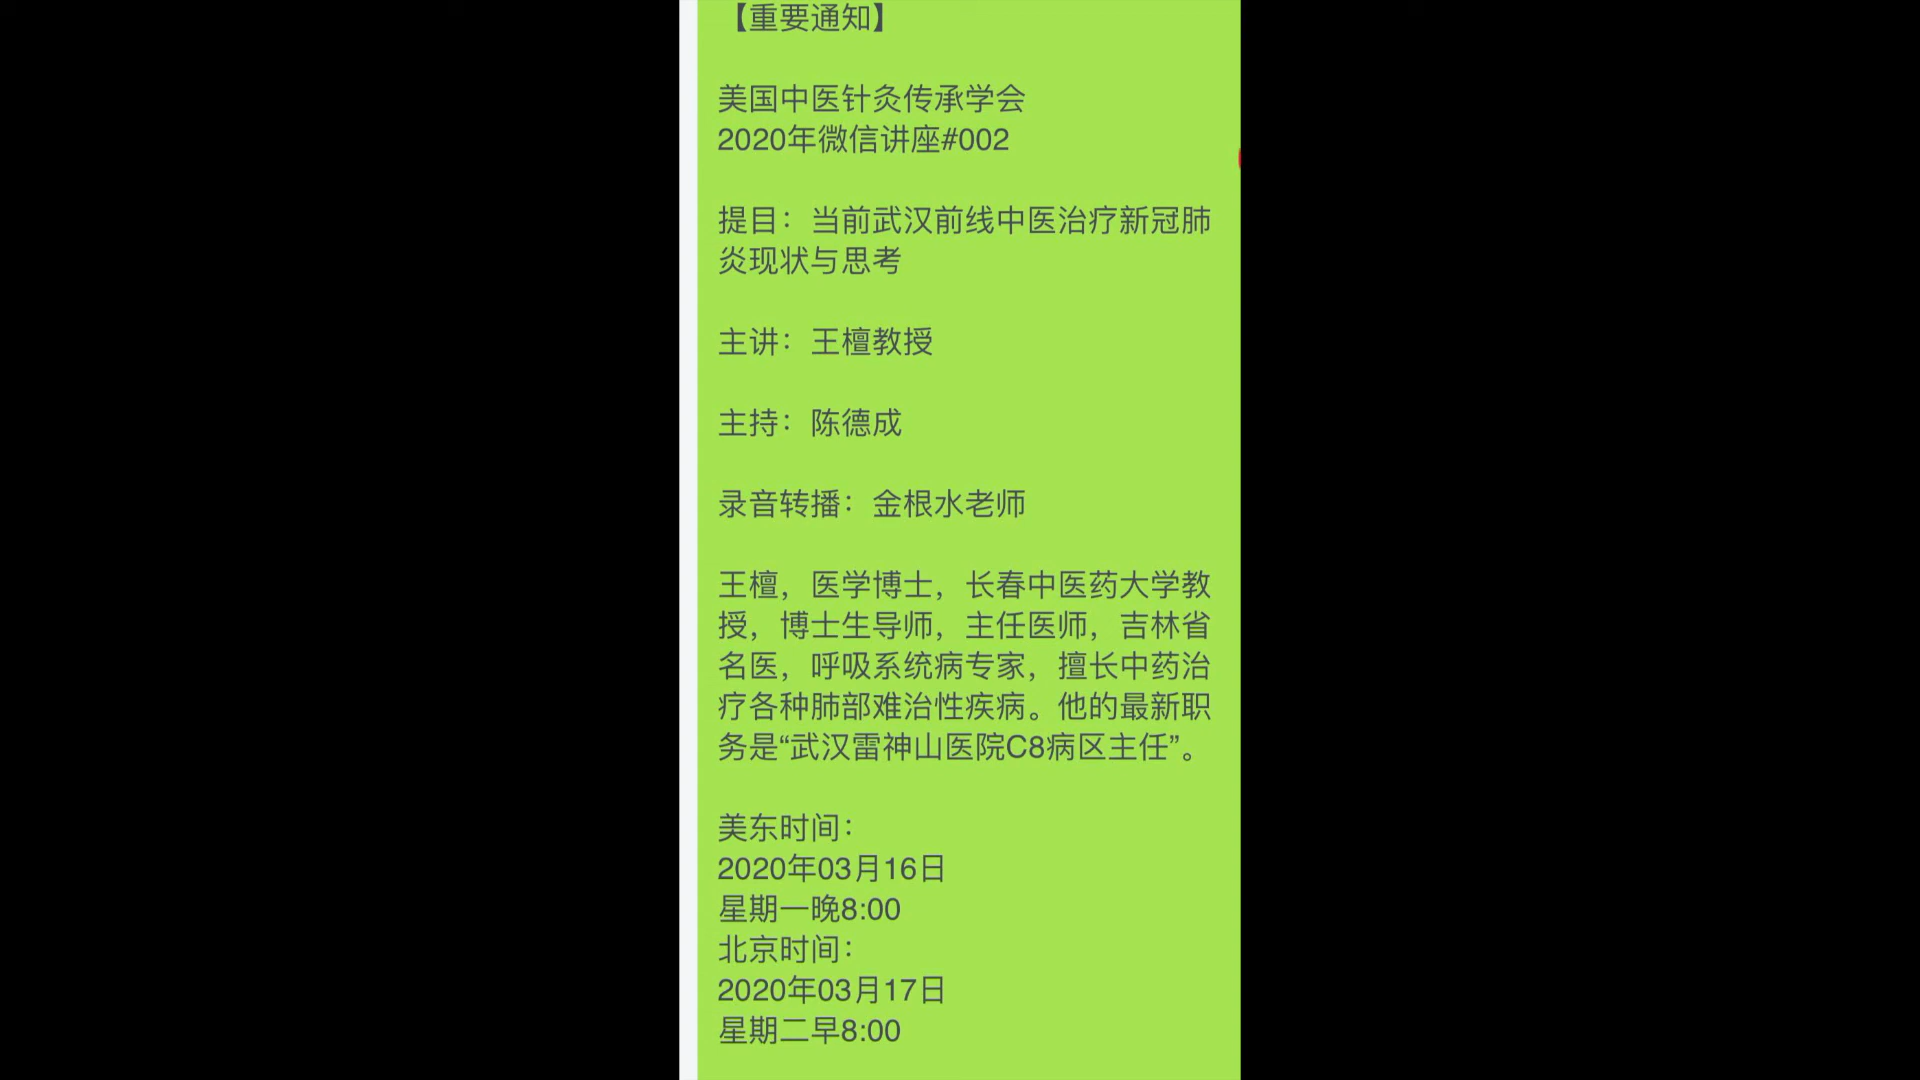 【重要通知】
美国中医针灸传承学会
2020年微信讲座#002
提目：当前武汉前线中医治疗新冠肺
炎现状与思考
主讲：王檀教授
主持：陈德成
录音转播：金根水老师
王檀，医学博士，长春中医药大学教
授，博士生导师，主任医师，吉林省
名医，呼吸系统病专家，擅长中药治
疗各种肺部难治性疾病。他的最新职
务是“武汉雷神山医院C8病区主任”。
美东时间：
2020年03月16日
星期一晚8:00
北京时间：
2020年03月17日
星期二早8:00